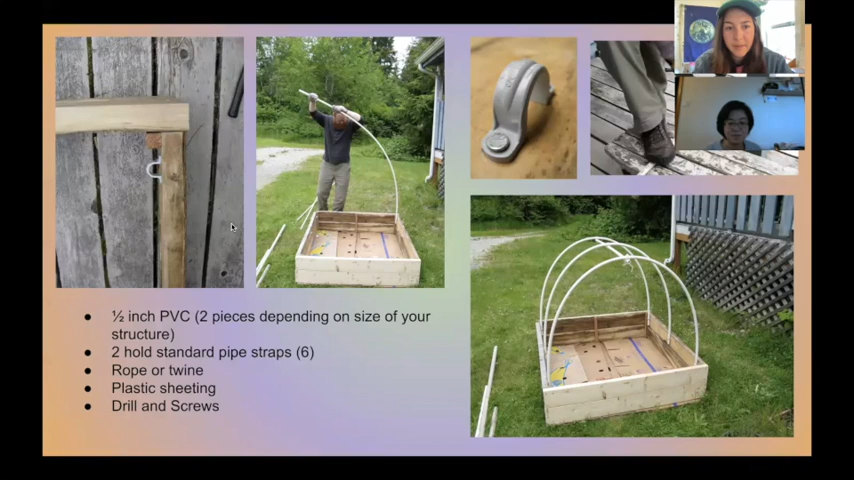 ● ½ inch PVC (2 pieces depending on size of your
structure)
● 2 hold standard pipe straps (6)
● Rope or twine
● Plastic sheeting
● Drill and Screws